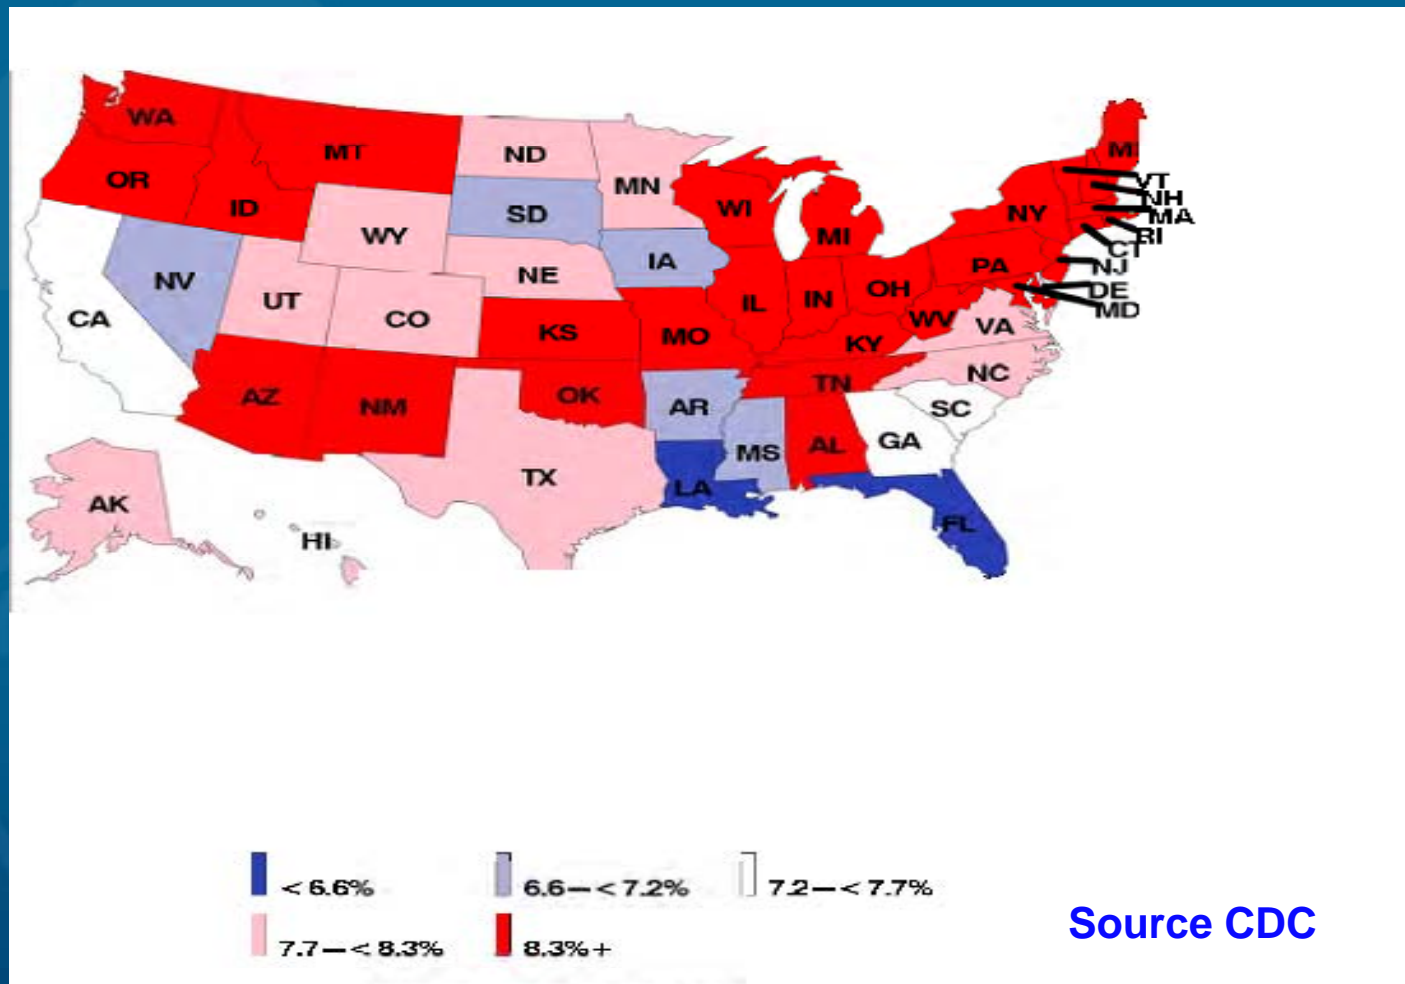 WA
MT
ND
MN
ME
OR
ID
SD
WI
MI
NY
VT
NH
MA
RI
CT
NJ
DE
MD
WY
NE
IA
PA
NV
UT
CO
KS
MO
IL
IN
OH
WV
VA
KY
CA
AZ
NM
OK
AR
TN
NC
SC
MS
AL
GA
TX
LA
FL
AK
HI
< 6.6%
6.6—< 7.2%
7.2—< 7.7%
7.7—< 8.3%
8.3%+
Source CDC